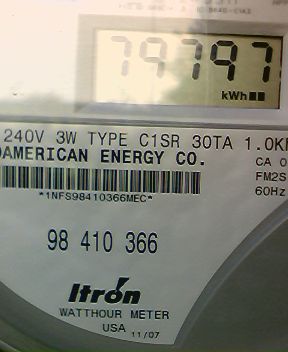 79797
kWh
240V 3W TYPE C1SR 30TA 1.0K
AMERICAN ENERGY CO.
CA 0
FM2S
60Hz
*1NFS98410366MEC*
98 410 366
Itron
WATTHOUR METER
USA 11/07